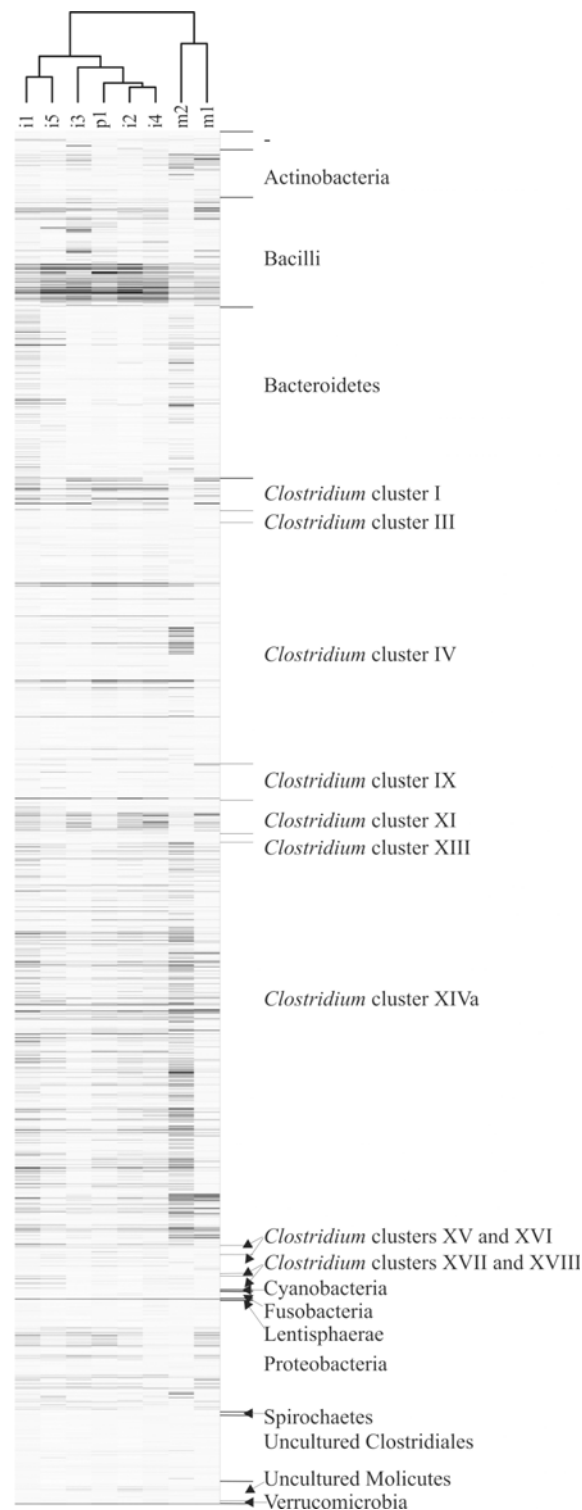 i1 i5 i3 p1 i2 i4 m2 m1
-
Actinobacteria
Bacilli
Bacteroidetes
Clostridium cluster I
Clostridium cluster III
Clostridium cluster IV
Clostridium cluster IX
Clostridium cluster XI
Clostridium cluster XIII
Clostridium cluster XIVa
Clostridium clusters XV and XVI
Clostridium clusters XVII and XVIII
Cyanobacteria
Fusobacteria
Lentisphaerae
Proteobacteria
Spirochaetes
Uncultured Clostridiales
Uncultured Molicutes
Verrucomicrobia